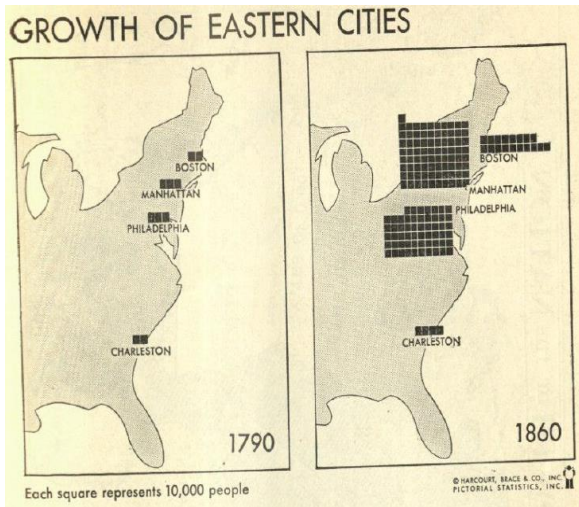 GROWTH OF EASTERN CITIES
BOSTON
MANHATTAN
PHILADELPHIA
CHARLESTON
1790
BOSTON
MANHATTAN
PHILADELPHIA
CHARLESTON
1860
Each square represents 10,000 people
© HARCOURT, BRACE & CO., INC.
PICTORIAL STATISTICS, INC.